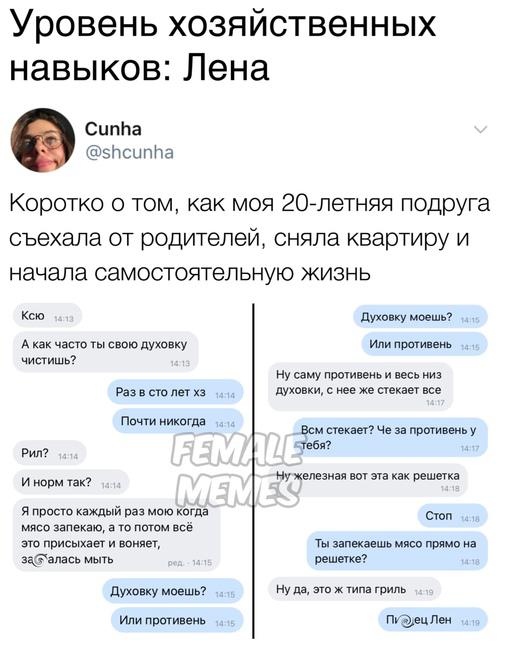 Уровень хозяйственных
навыков: Лена
Cunha
@shcunha
Коротко о том, как моя 20-летняя подруга
съехала от родителей, сняла квартиру и
начала самостоятельную жизнь
Ксю 14:13
А как часто ты свою духовку
чистишь? 14:13
Раз в сто лет хз 14:14
Почти никогда 14:14
Рил? 14:14
И норм так? 14:14
Я просто каждый раз мою когда
мясо запекаю, а то потом всё
это присыхает и воняет,
за алась мыть ред. · 14:15
Духовку моешь? 14:15
Или противень 14:15
Духовку моешь? 14:15
Или противень 14:15
Ну саму противень и весь низ
духовки, с нее же стекает все
14:17
Всм стекает? Че за противень у
тебя? 14:17
Ну железная вот эта как решетка
14:18
Стоп 14:18
Ты запекаешь мясо прямо на
решетке? 14:18
Ну да, это ж типа гриль 14:19
Пи ец Лен 14:19
FEMALE
MEMES